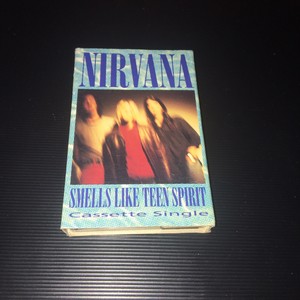 NIRVANA
SMELLS LIKE TEEN SPIRIT
Cassette Single